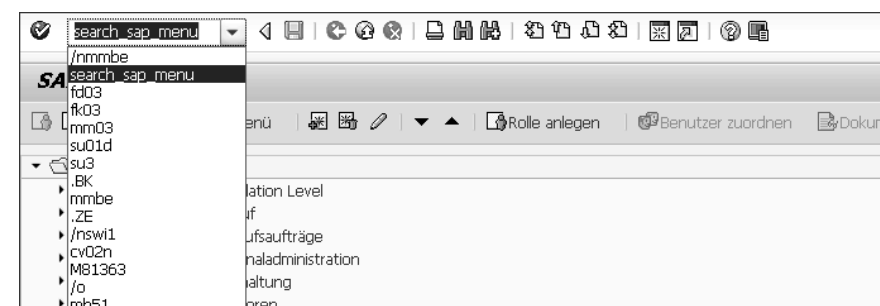 search_sap_menu
/nmmbe
search_sap_menu
SA
fd03
fk03
mm03
enü Rolle anlegen Benutzer zuordnen Dokur
su01d
su3
.BK
lation Level
mmbe
.ZE
uf
/nswi1
ufsaufträge
cv02n
naladministration
M81363
/o
altung
mb51
oren